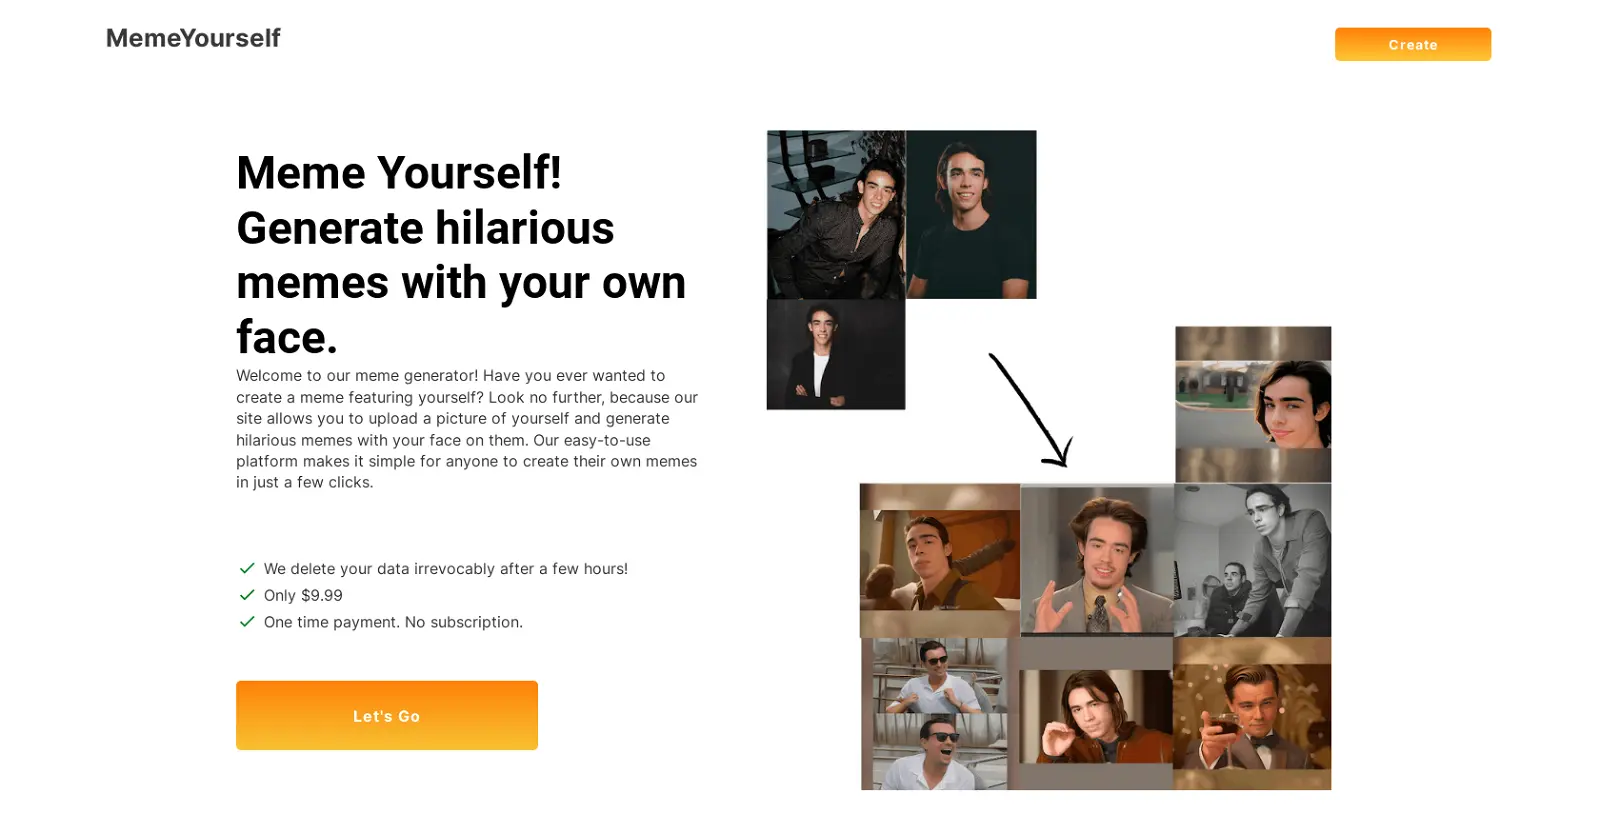 MemeYourself
Create
Meme Yourself!
Generate hilarious
memes with your own
face.
Welcome to our meme generator! Have you ever wanted to
create a meme featuring yourself? Look no further, because our
site allows you to upload a picture of yourself and generate
hilarious memes with your face on them. Our easy-to-use
platform makes it simple for anyone to create their own memes
in just a few clicks.
We delete your data irrevocably after a few hours!
Only $9.99
One time payment. No subscription.
Let's Go